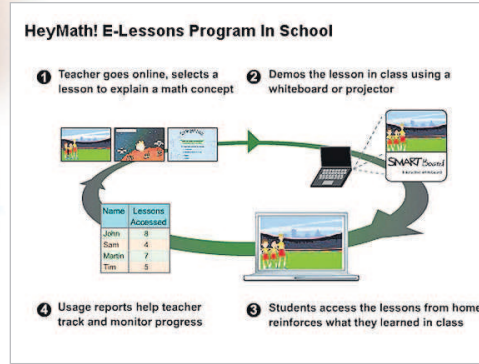 HeyMath! E-Lessons Program In School
1 Teacher goes online, selects a
lesson to explain a math concept
2 Demos the lesson in class using a
whiteboard or projector
SMART Board
Name Lessons
Accessed
John 8
Sam 4
Martin 7
Tim 5
4 Usage reports help teacher
track and monitor progress
3 Students access the lessons from home
reinforces what they learned in class